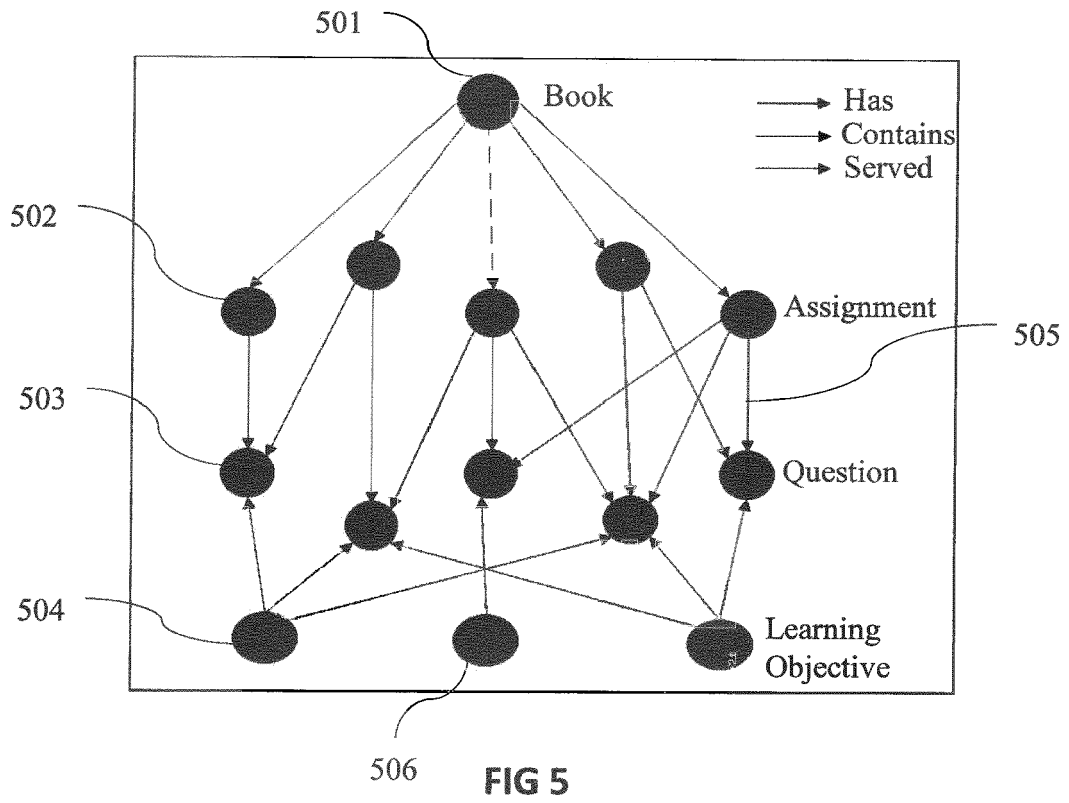 501
Book
Has
Contains
Served
502
Assignment
505
503
Question
504
Learning
Objective
506
FIG 5